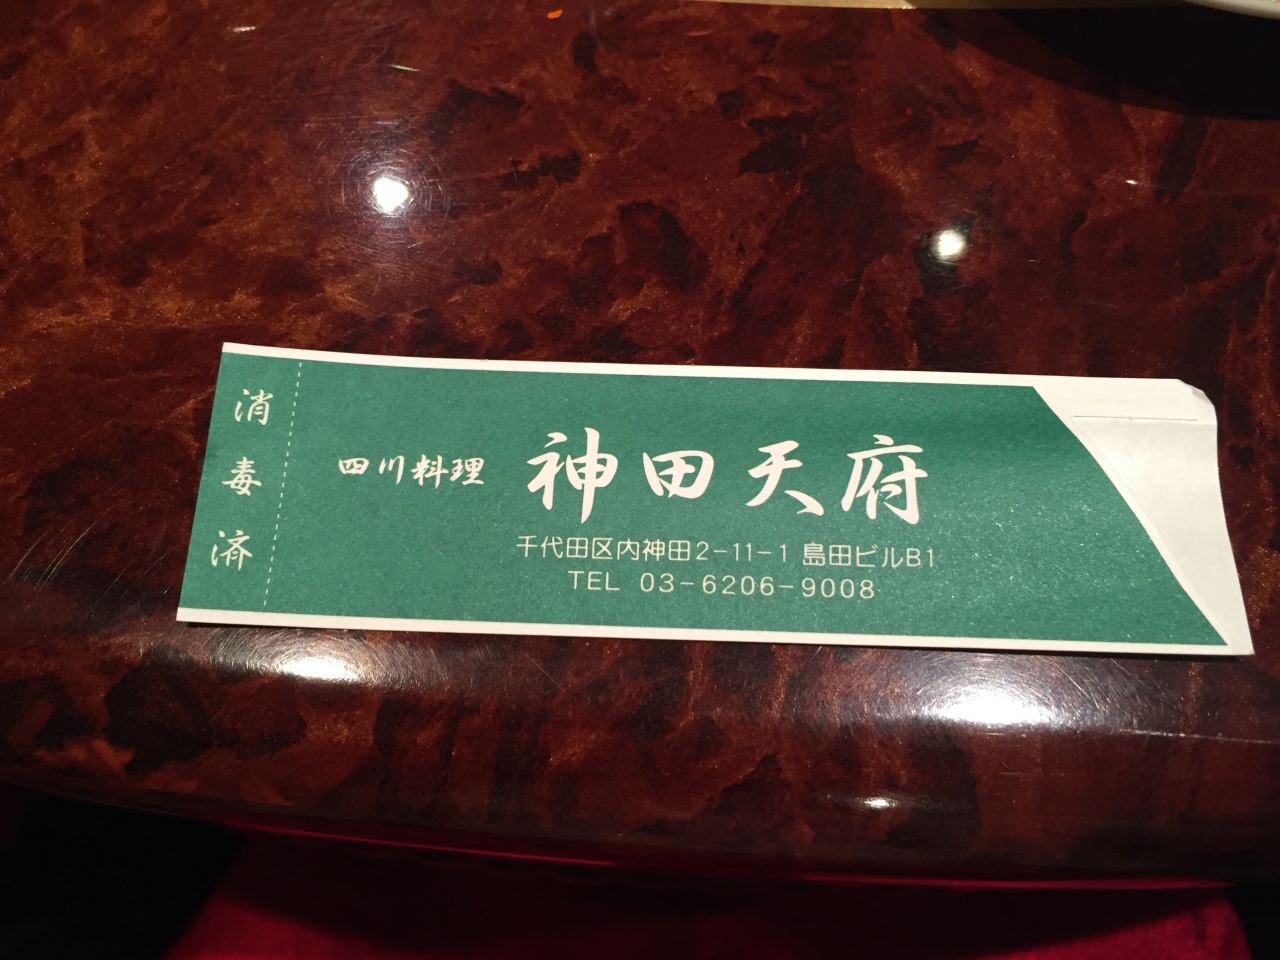 消毒済
四川料理 神田天府
千代田区内神田2-11-1 島田ビルB1
TEL 03-6206-9008